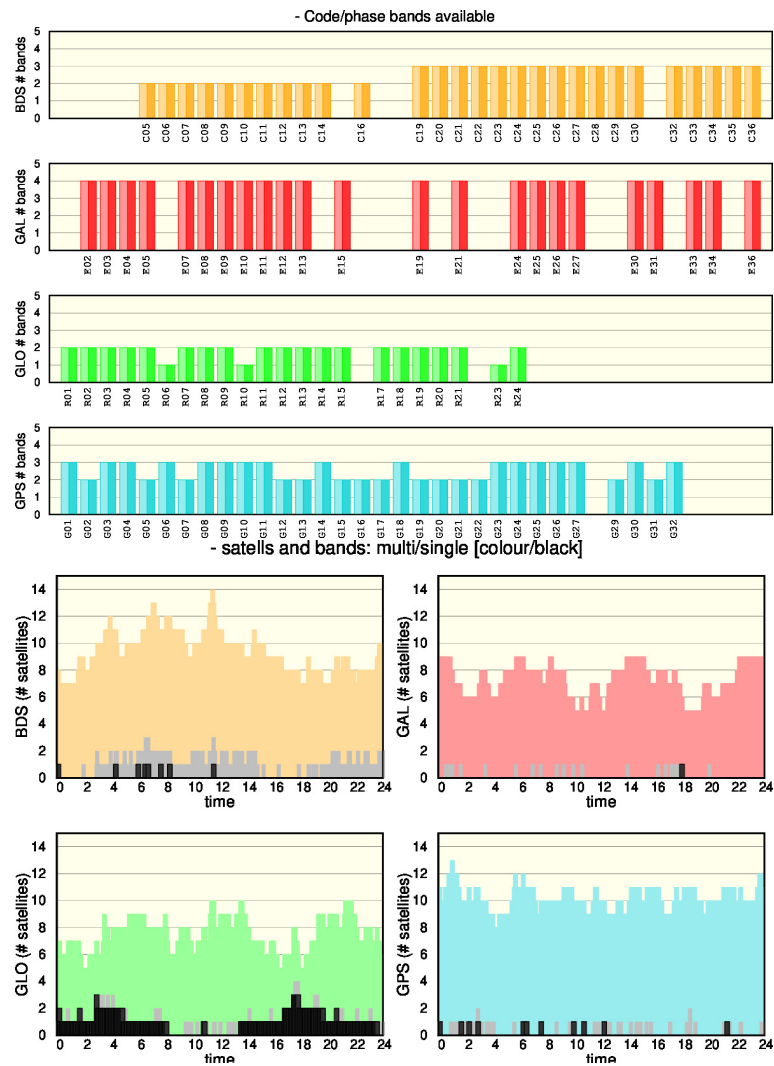 - Code/phase bands available
BDS # bands
5
4
3
2
1
0
C05 C06 C07 C08 C09 C10 C11 C12 C13 C14 C16 C19 C20 C21 C22 C23 C24 C25 C26 C27 C28 C29 C30 C32 C33 C34 C35 C36
GAL # bands
5
4
3
2
1
0
E02 E03 E04 E05 E07 E08 E09 E10 E11 E12 E13 E15 E19 E21 E24 E25 E26 E27 E30 E31 E33 E34 E36
GLO # bands
5
4
3
2
1
0
R01 R02 R03 R04 R05 R06 R07 R08 R09 R10 R11 R12 R13 R14 R15 R17 R18 R19 R20 R21 R23 R24
GPS # bands
5
4
3
2
1
0
G01 G02 G03 G04 G05 G06 G07 G08 G09 G10 G11 G12 G13 G14 G15 G16 G17 G18 G19 G20 G21 G22 G23 G24 G25 G26 G27 G29 G30 G31 G32
- satells and bands: multi/single [colour/black]
BDS (# satellites)
14
12
10
8
6
4
2
0
0 2 4 6 8 10 12 14 16 18 20 22 24
time
GAL (# satellites)
14
12
10
8
6
4
2
0
0 2 4 6 8 10 12 14 16 18 20 22 24
time
GLO (# satellites)
14
12
10
8
6
4
2
0
0 2 4 6 8 10 12 14 16 18 20 22 24
time
GPS (# satellites)
14
12
10
8
6
4
2
0
0 2 4 6 8 10 12 14 16 18 20 22 24
time